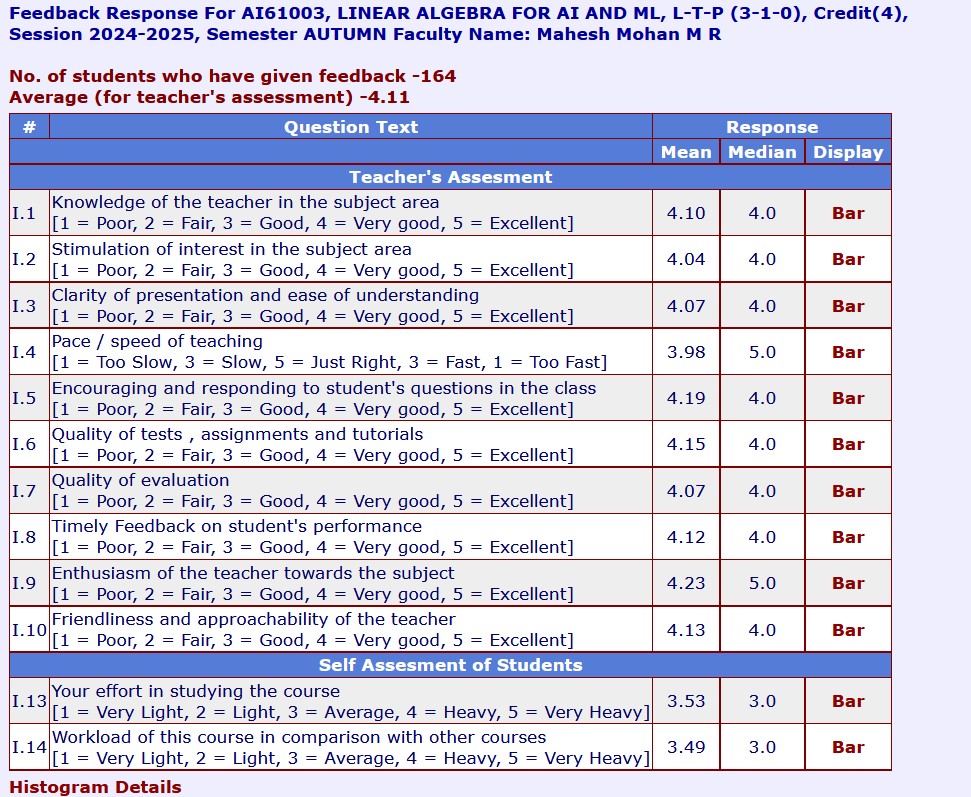 Feedback Response For AI61003, LINEAR ALGEBRA FOR AI AND ML, L-T-P (3-1-0), Credit(4),
Session 2024-2025, Semester AUTUMN Faculty Name: Mahesh Mohan M R
No. of students who have given feedback -164
Average (for teacher's assessment) -4.11
# Question Text Response
Mean Median Display
Teacher's Assesment
I.1 Knowledge of the teacher in the subject area 4.10 4.0 Bar
[1 = Poor, 2 = Fair, 3 = Good, 4 = Very good, 5 = Excellent]
I.2 Stimulation of interest in the subject area 4.04 4.0 Bar
[1 = Poor, 2 = Fair, 3 = Good, 4 = Very good, 5 = Excellent]
I.3 Clarity of presentation and ease of understanding 4.07 4.0 Bar
[1 = Poor, 2 = Fair, 3 = Good, 4 = Very good, 5 = Excellent]
I.4 Pace / speed of teaching 3.98 5.0 Bar
[1 = Too Slow, 3 = Slow, 5 = Just Right, 3 = Fast, 1 = Too Fast]
I.5 Encouraging and responding to student's questions in the class 4.19 4.0 Bar
[1 = Poor, 2 = Fair, 3 = Good, 4 = Very good, 5 = Excellent]
I.6 Quality of tests , assignments and tutorials 4.15 4.0 Bar
[1 = Poor, 2 = Fair, 3 = Good, 4 = Very good, 5 = Excellent]
I.7 Quality of evaluation 4.07 4.0 Bar
[1 = Poor, 2 = Fair, 3 = Good, 4 = Very good, 5 = Excellent]
I.8 Timely Feedback on student's performance 4.12 4.0 Bar
[1 = Poor, 2 = Fair, 3 = Good, 4 = Very good, 5 = Excellent]
I.9 Enthusiasm of the teacher towards the subject 4.23 5.0 Bar
[1 = Poor, 2 = Fair, 3 = Good, 4 = Very good, 5 = Excellent]
I.10 Friendliness and approachability of the teacher 4.13 4.0 Bar
[1 = Poor, 2 = Fair, 3 = Good, 4 = Very good, 5 = Excellent]
Self Assesment of Students
I.13 Your effort in studying the course 3.53 3.0 Bar
[1 = Very Light, 2 = Light, 3 = Average, 4 = Heavy, 5 = Very Heavy]
I.14 Workload of this course in comparison with other courses 3.49 3.0 Bar
[1 = Very Light, 2 = Light, 3 = Average, 4 = Heavy, 5 = Very Heavy]
Histogram Details